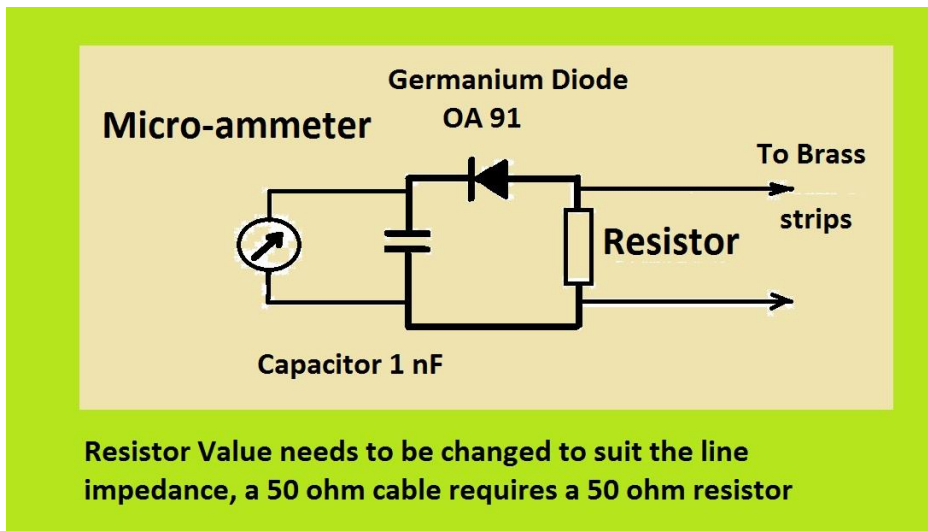 Germanium Diode
OA 91
Micro-ammeter
To Brass
strips
Resistor
Capacitor 1 nF
Resistor Value needs to be changed to suit the line
impedance, a 50 ohm cable requires a 50 ohm resistor